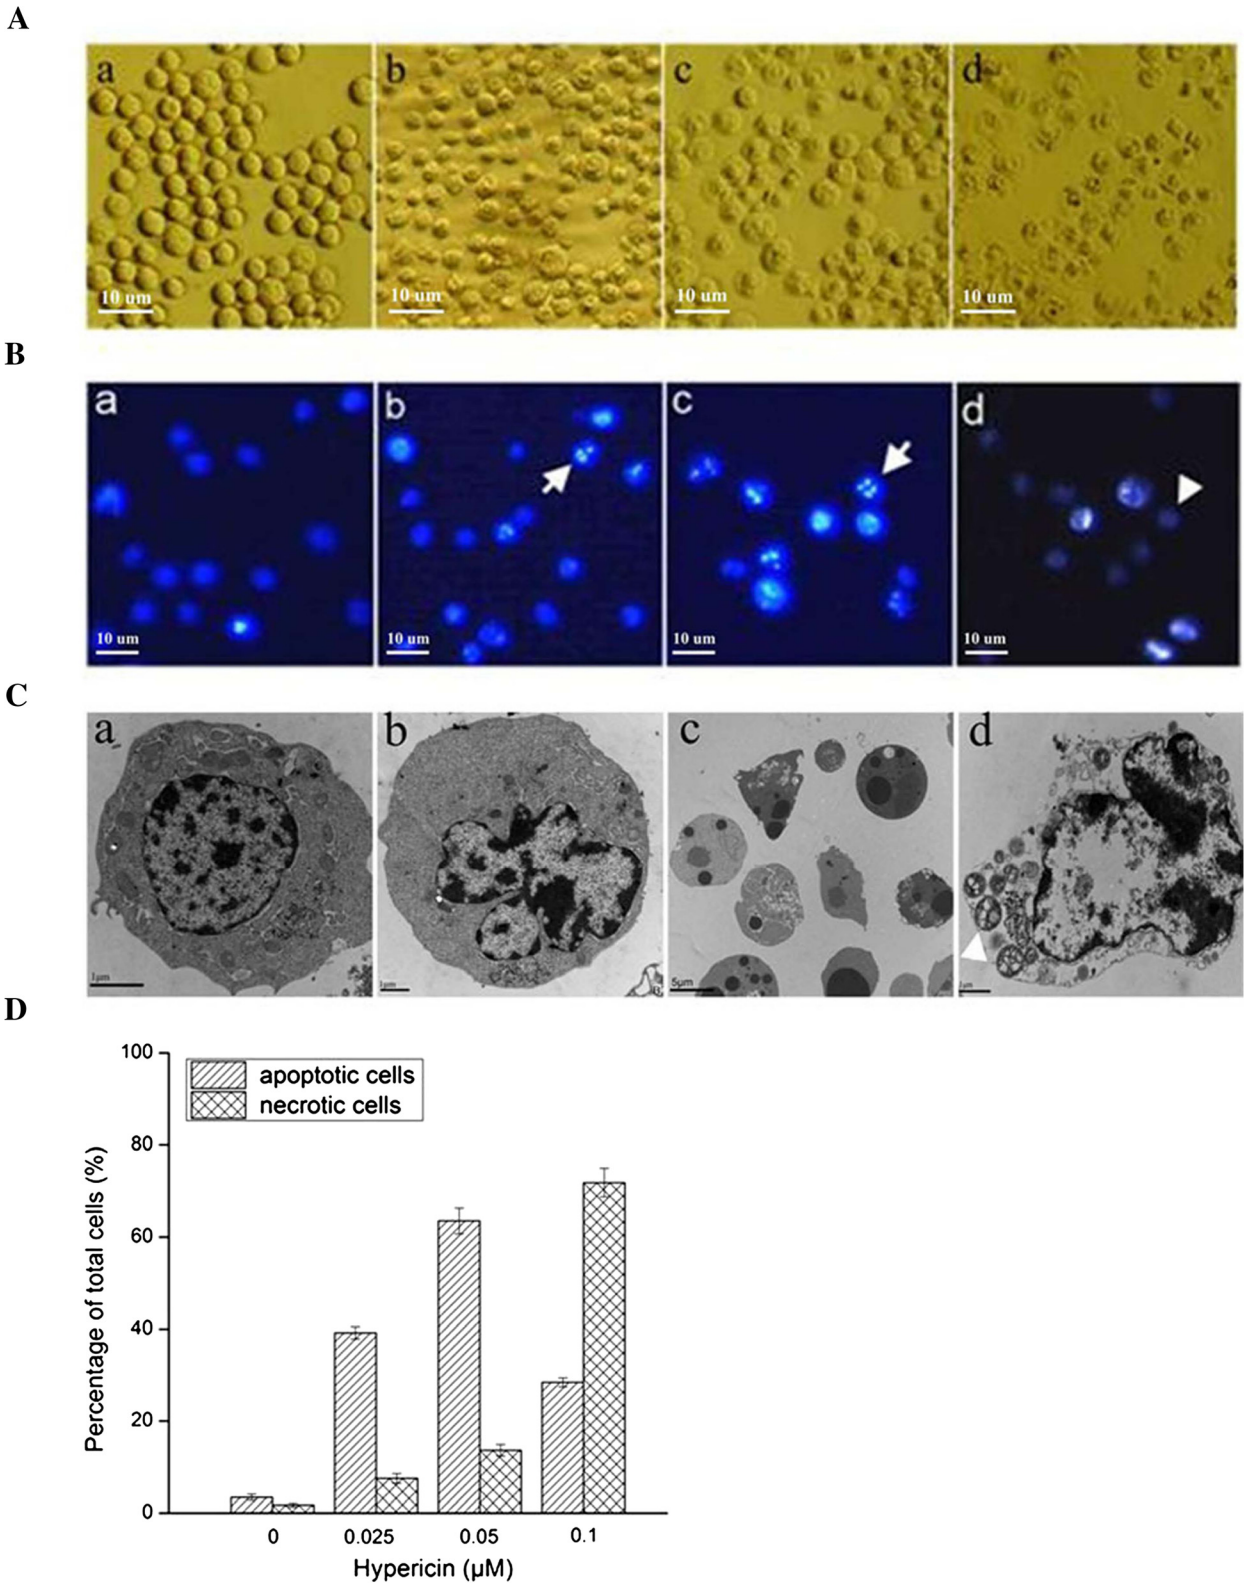 A
a b c d
10 um 10 um 10 um 10 um
B
a b c d
10 um 10 um 10 um 10 um
C
a b c d
1μm 1μm 5μm 1μm
D
100
apoptotic cells
necrotic cells
80
60
40
20
0
Percentage of total cells (%)
0 0.025 0.05 0.1
Hypericin (μM)